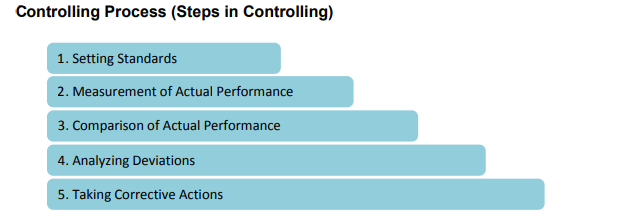 Controlling Process (Steps in Controlling)
1. Setting Standards
2. Measurement of Actual Performance
3. Comparison of Actual Performance
4. Analyzing Deviations
5. Taking Corrective Actions